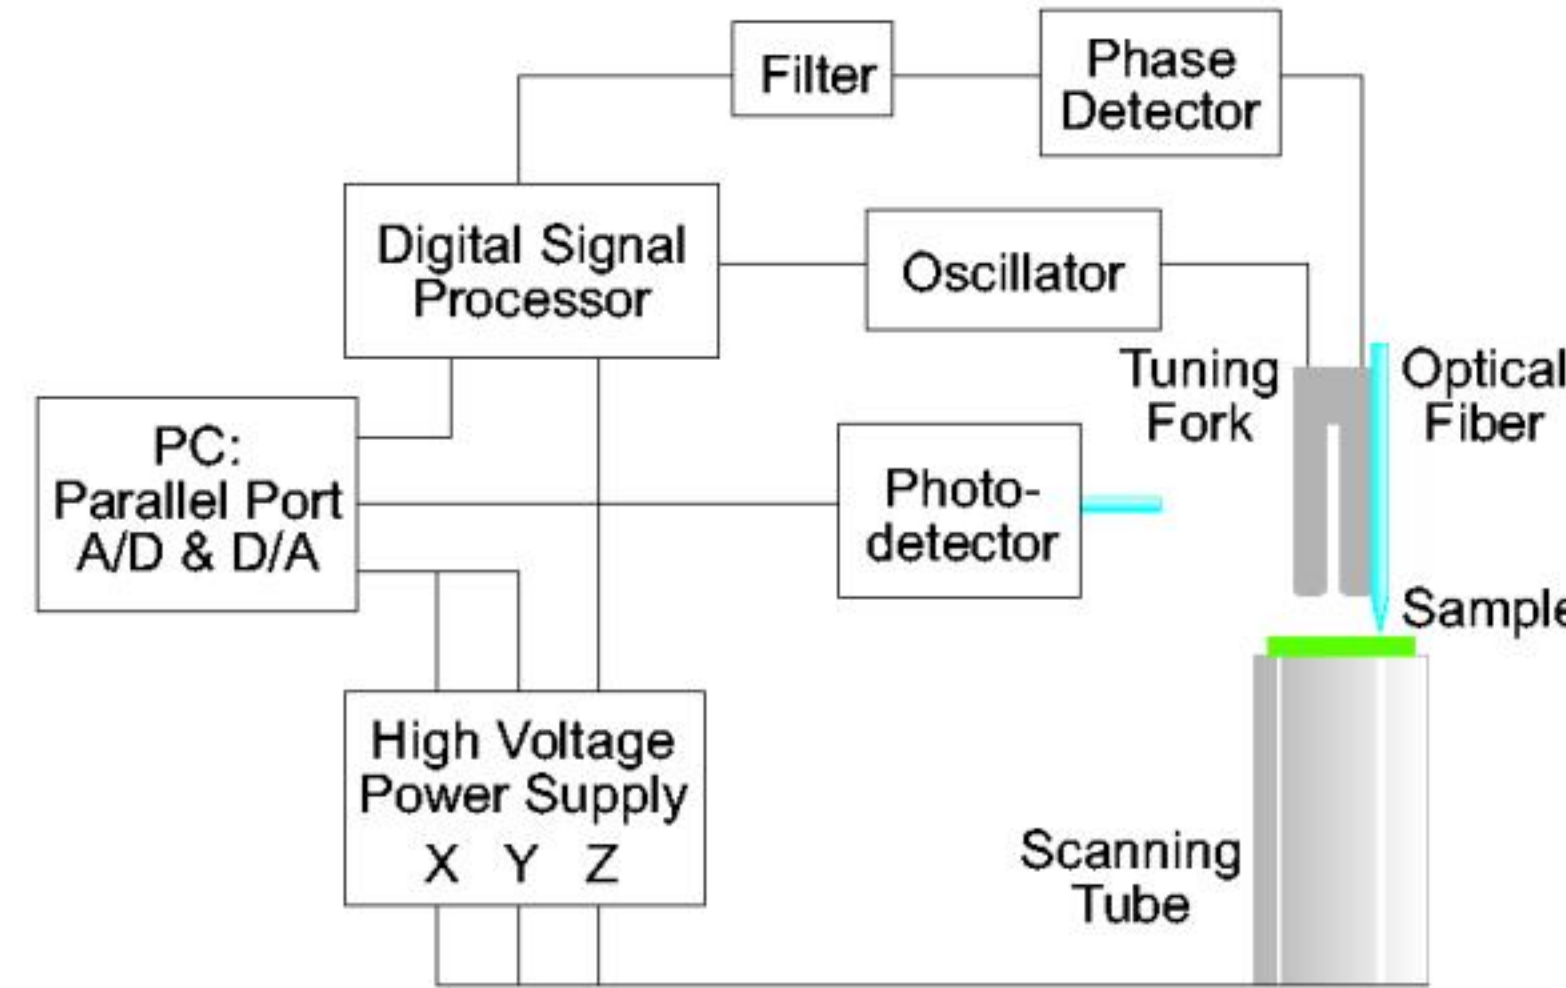 Filter
Phase
Detector
Digital Signal
Processor
Oscillator
Tuning
Fork
Optical
Fiber
PC:
Parallel Port
A/D & D/A
Photo-
detector
Sample
High Voltage
Power Supply
X Y Z
Scanning
Tube